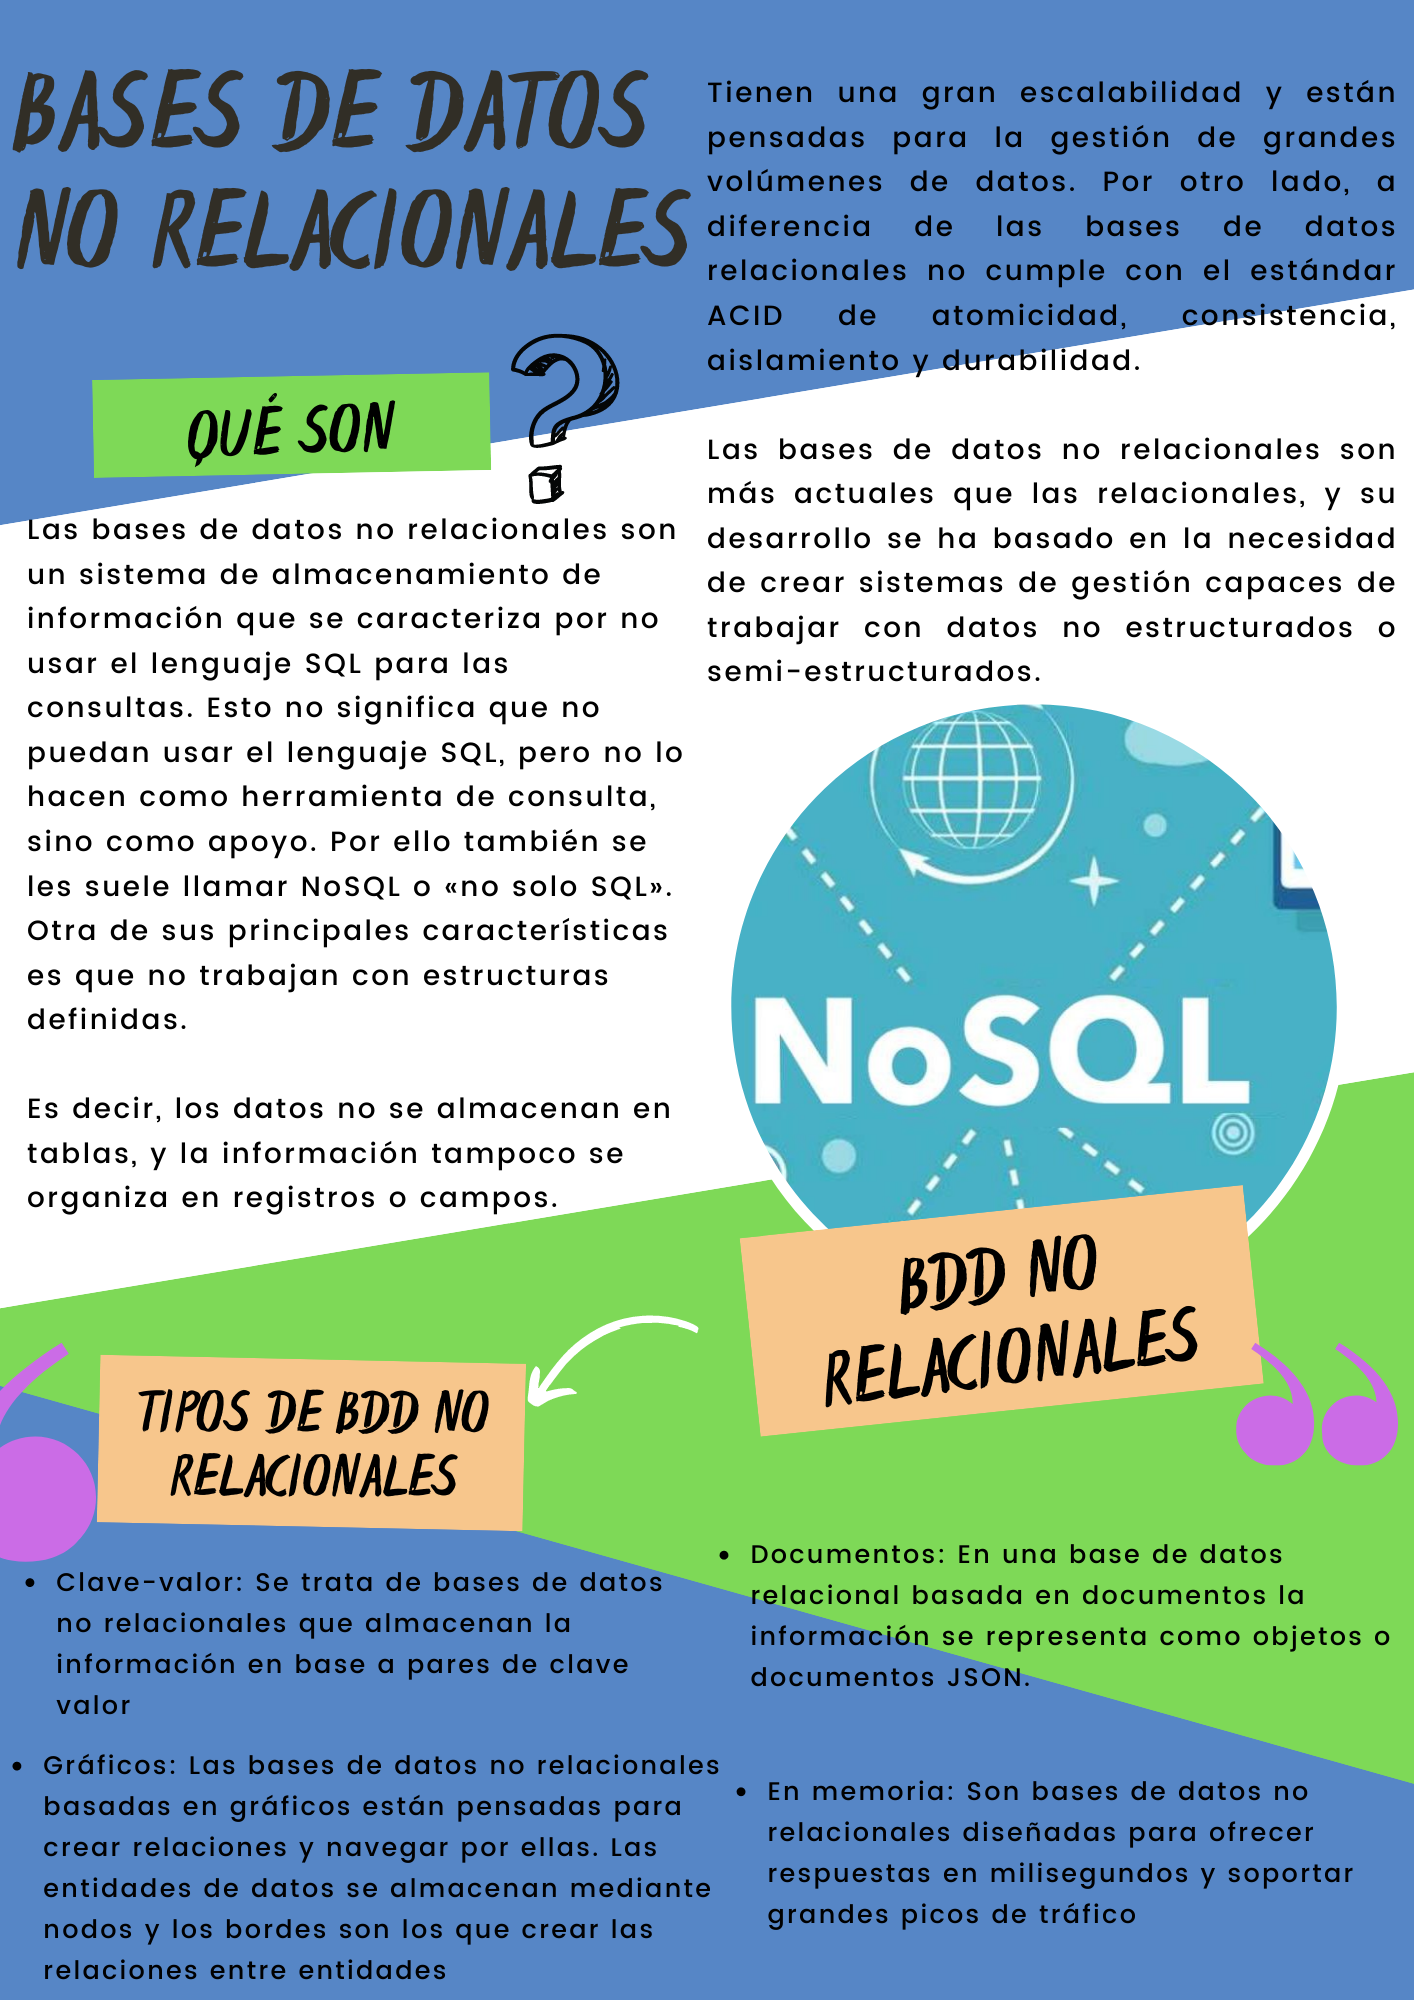 BASES DE DATOS
NO RELACIONALES
QUÉ SON
?
Las bases de datos no relacionales son
un sistema de almacenamiento de
información que se caracteriza por no
usar el lenguaje SQL para las
consultas. Esto no significa que no
puedan usar el lenguaje SQL, pero no lo
hacen como herramienta de consulta,
sino como apoyo. Por ello también se
les suele llamar NoSQL o «no solo SQL».
Otra de sus principales características
es que no trabajan con estructuras
definidas.
Es decir, los datos no se almacenan en
tablas, y la información tampoco se
organiza en registros o campos.
Tienen una gran escalabilidad y están
pensadas para la gestión de grandes
volúmenes de datos. Por otro lado, a
diferencia de las bases de datos
relacionales no cumple con el estándar
ACID de atomicidad, consistencia,
aislamiento y durabilidad.
Las bases de datos no relacionales son
más actuales que las relacionales, y su
desarrollo se ha basado en la necesidad
de crear sistemas de gestión capaces de
trabajar con datos no estructurados o
semi-estructurados.
NoSQL
BDD NO
RELACIONALES
TIPOS DE BDD NO
RELACIONALES
• Clave-valor: Se trata de bases de datos
no relacionales que almacenan la
información en base a pares de clave
valor
• Gráficos: Las bases de datos no relacionales
basadas en gráficos están pensadas para
crear relaciones y navegar por ellas. Las
entidades de datos se almacenan mediante
nodos y los bordes son los que crear las
relaciones entre entidades
• Documentos: En una base de datos
relacional basada en documentos la
información se representa como objetos o
documentos JSON.
• En memoria: Son bases de datos no
relacionales diseñadas para ofrecer
respuestas en milisegundos y soportar
grandes picos de tráfico